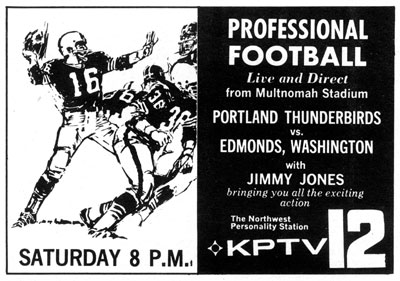 16
36
SATURDAY 8 P.M.
PROFESSIONAL
FOOTBALL
Live and Direct
from Multnomah Stadium
PORTLAND THUNDERBIRDS
vs.
EDMONDS, WASHINGTON
with
JIMMY JONES
bringing you all the exciting
action
The Northwest
Personality Station
KPTV 12